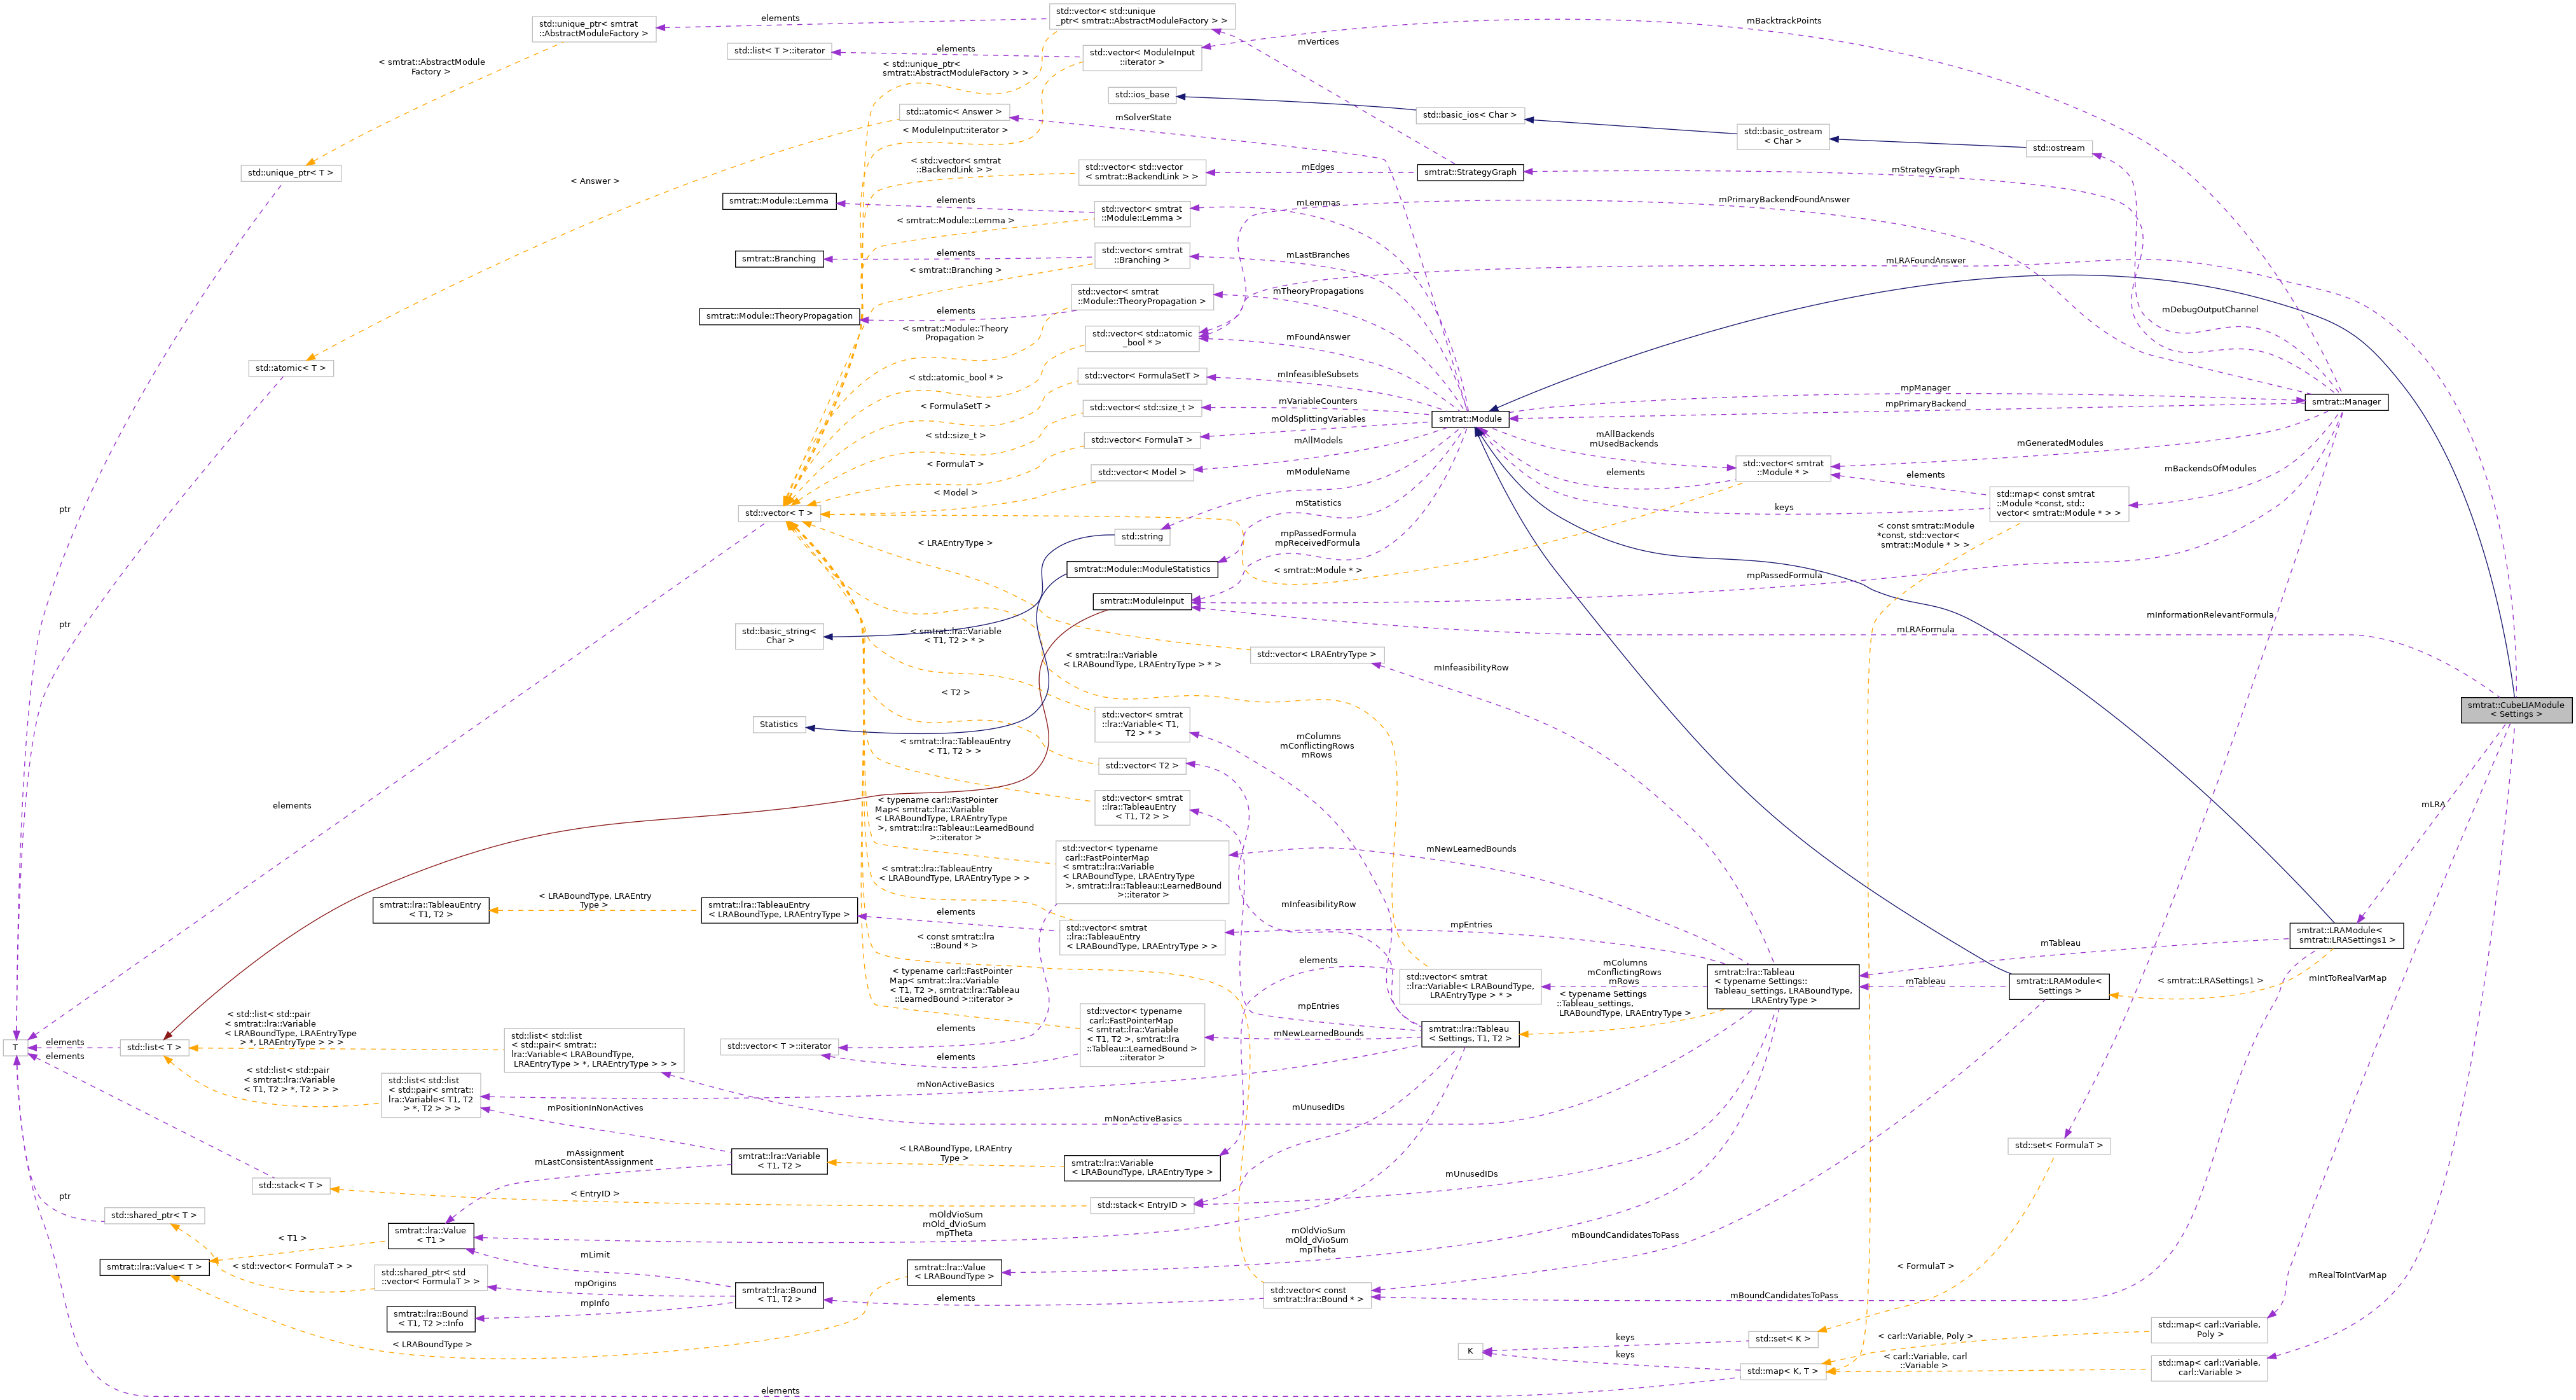 std::vector< std::unique
_ptr< smtrat::AbstractModuleFactory > >
elements
std::unique_ptr< smtrat
::AbstractModuleFactory >
mBacktrackPoints
mVertices
std::list< T >::iterator
elements
std::vector< ModuleInput
::iterator >
< smtrat::AbstractModule
Factory >
< std::unique_ptr<
smtrat::AbstractModuleFactory > >
std::ios_base
std::atomic< Answer >
mSolverState
std::basic_ios< Char >
< ModuleInput::iterator >
std::basic_ostream
< Char >
std::ostream
std::unique_ptr< T >
< Answer >
< std::vector< smtrat
::BackendLink > >
std::vector< std::vector
< smtrat::BackendLink > >
mEdges
smtrat::StrategyGraph
mStrategyGraph
smtrat::Module::Lemma
elements
std::vector< smtrat
::Module::Lemma >
mLemmas
mPrimaryBackendFoundAnswer
< smtrat::Module::Lemma >
smtrat::Branching
elements
std::vector< smtrat
::Branching >
mLastBranches
mLRAFoundAnswer
< smtrat::Branching >
std::vector< smtrat
::Module::TheoryPropagation >
mTheoryPropagations
smtrat::Module::TheoryPropagation
elements
mDebugOutputChannel
< smtrat::Module::Theory
Propagation >
std::vector< std::atomic
_bool * >
mFoundAnswer
std::atomic< T >
< std::atomic_bool * >
std::vector< FormulaSetT >
mInfeasibleSubsets
mpManager
smtrat::Manager
< FormulaSetT >
std::vector< std::size_t >
mVariableCounters
mpPrimaryBackend
smtrat::Module
mOldSplittingVariables
< std::size_t >
std::vector< FormulaT >
mAllModels
mAllBackends
mUsedBackends
mGeneratedModules
< FormulaT >
std::vector< Model >
mModuleName
elements
std::vector< smtrat
::Module * >
elements
mBackendsOfModules
< Model >
mStatistics
keys
std::map< const smtrat
::Module *const, std::
vector< smtrat::Module * > >
ptr
std::vector< T >
std::string
mpPassedFormula
mpReceivedFormula
< const smtrat::Module
*const, std::vector<
smtrat::Module * > >
< LRAEntryType >
smtrat::Module::ModuleStatistics
< smtrat::Module * >
mpPassedFormula
smtrat::ModuleInput
mInformationRelevantFormula
ptr
std::basic_string<
Char >
< smtrat::lra::Variable
< T1, T2 > * >
mLRAFormula
< smtrat::lra::Variable
< LRABoundType, LRAEntryType > * >
std::vector< LRAEntryType >
mInfeasibilityRow
< T2 >
smtrat::CubeLIAModule
< Settings >
Statistics
std::vector< smtrat
::lra::Variable< T1,
T2 > * >
mColumns
mConflictingRows
mRows
< smtrat::lra::TableauEntry
< T1, T2 > >
std::vector< T2 >
elements
< typename carl::FastPointer
Map< smtrat::lra::Variable
< LRABoundType, LRAEntryType
>, smtrat::lra::Tableau::LearnedBound
>::iterator >
std::vector< smtrat
::lra::TableauEntry
< T1, T2 > >
mLRA
std::vector< typename
carl::FastPointerMap
< smtrat::lra::Variable
< LRABoundType, LRAEntryType
>, smtrat::lra::Tableau::LearnedBound
>::iterator >
mNewLearnedBounds
< smtrat::lra::TableauEntry
< LRABoundType, LRAEntryType > >
smtrat::lra::TableauEntry
< T1, T2 >
< LRABoundType, LRAEntry
Type >
smtrat::lra::TableauEntry
< LRABoundType, LRAEntryType >
elements
mInfeasibilityRow
std::vector< smtrat
::lra::TableauEntry
< LRABoundType, LRAEntryType > >
mpEntries
smtrat::LRAModule<
smtrat::LRASettings1 >
mTableau
< const smtrat::lra
::Bound * >
elements
std::vector< smtrat
::lra::Variable< LRABoundType,
LRAEntryType > * >
mColumns
mConflictingRows
mRows
smtrat::lra::Tableau
< typename Settings::
Tableau_settings, LRABoundType,
LRAEntryType >
mTableau
smtrat::LRAModule<
Settings >
< smtrat::LRASettings1 >
mIntToRealVarMap
< typename carl::FastPointer
Map< smtrat::lra::Variable
< T1, T2 >, smtrat::lra::Tableau
::LearnedBound >::iterator >
< typename Settings
::Tableau_settings,
LRABoundType, LRAEntryType >
mpEntries
std::vector< typename
carl::FastPointerMap
< smtrat::lra::Variable
< T1, T2 >, smtrat::lra
::Tableau::LearnedBound >
::iterator >
mNewLearnedBounds
smtrat::lra::Tableau
< Settings, T1, T2 >
< std::list< std::pair
< smtrat::lra::Variable
< LRABoundType, LRAEntryType
> *, LRAEntryType > > >
std::list< std::list
< std::pair< smtrat::
lra::Variable< LRABoundType,
LRAEntryType > *, LRAEntryType > > >
std::vector< T >::iterator
elements
elements
T
elements
elements
std::list< T >
< std::list< std::pair
< smtrat::lra::Variable
< T1, T2 > *, T2 > > >
std::list< std::list
< std::pair< smtrat::
lra::Variable< T1, T2
> *, T2 > > >
mNonActiveBasics
mPositionInNonActives
mNonActiveBasics
mUnusedIDs
std::set< FormulaT >
mAssignment
mLastConsistentAssignment
smtrat::lra::Variable
< T1, T2 >
< LRABoundType, LRAEntry
Type >
smtrat::lra::Variable
< LRABoundType, LRAEntryType >
mUnusedIDs
std::stack< T >
< EntryID >
std::stack< EntryID >
ptr
std::shared_ptr< T >
smtrat::lra::Value
< T1 >
mOldVioSum
mOld_dVioSum
mpTheta
mOldVioSum
mOld_dVioSum
mpTheta
mBoundCandidatesToPass
< T1 >
smtrat::lra::Value< T >
< std::vector< FormulaT > >
mLimit
std::shared_ptr< std
::vector< FormulaT > >
mpOrigins
smtrat::lra::Value
< LRABoundType >
< FormulaT >
mRealToIntVarMap
smtrat::lra::Bound
< T1, T2 >
elements
std::vector< const
smtrat::lra::Bound * >
mBoundCandidatesToPass
mpInfo
smtrat::lra::Bound
< T1, T2 >::Info
< LRABoundType >
K
keys
keys
std::set< K >
< carl::Variable, Poly >
std::map< carl::Variable,
Poly >
std::map< K, T >
< carl::Variable, carl
::Variable >
std::map< carl::Variable,
carl::Variable >
elements